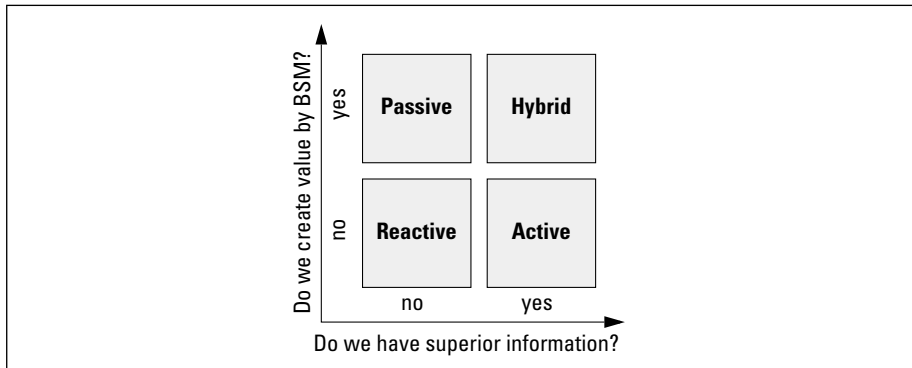 Do we create value by BSM?
yes
Passive
Hybrid
no
Reactive
Active
no
yes
Do we have superior information?